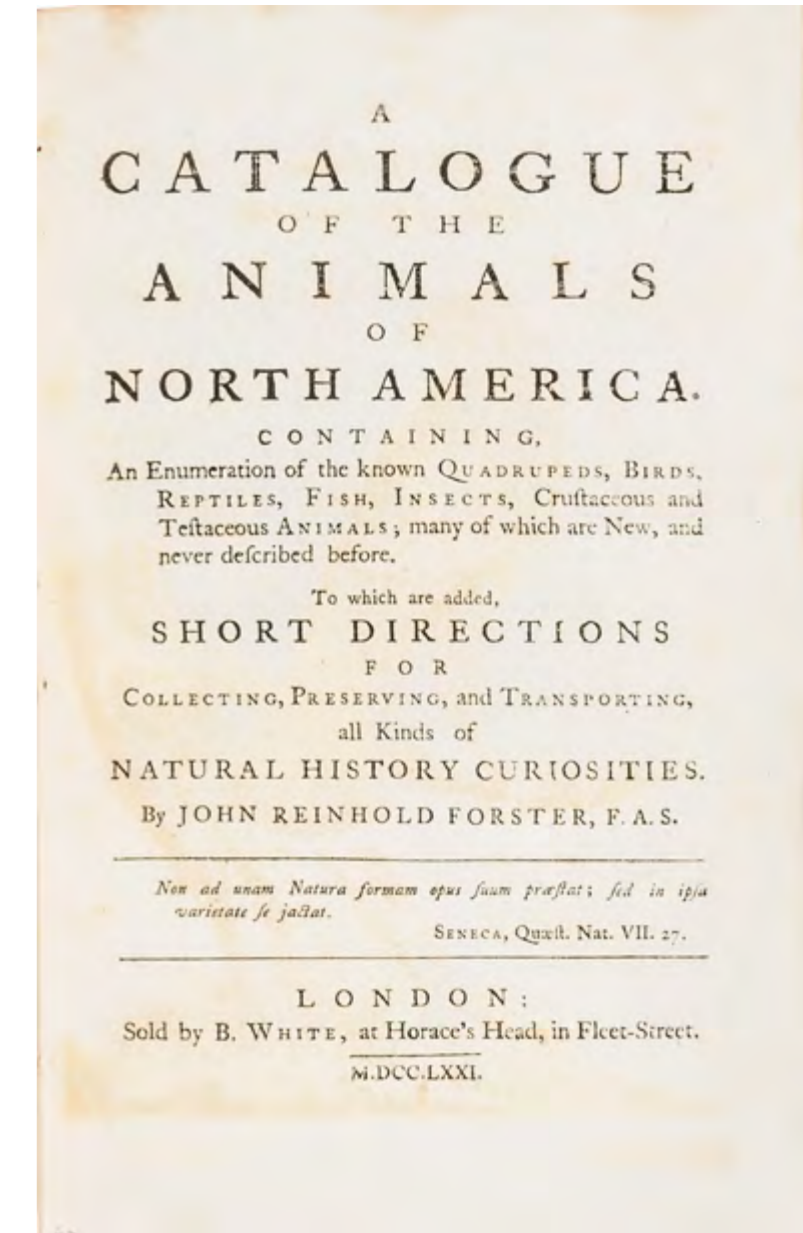 A
CATALOGUE
OF THE
ANIMALS
OF
NORTH AMERICA.
CONTAINING,
An Enumeration of the known QUADRUPEDS, BIRDS,
REPTILES, FISH, INSECTS, Cruſtaceous and
Teſtaceous ANIMALS; many of which are New, and
never deſcribed before.
To which are added,
SHORT DIRECTIONS
FOR
COLLECTING, PRESERVING, and TRANSPORTING,
all Kinds of
NATURAL HISTORY CURIOSITIES.
By JOHN REINHOLD FORSTER, F. A. S.
Non ad unam Natura formam opus ſuum præſtat; ſed in ipſa
varietate ſe jactat.
SENECA, Quæſt. Nat. VII. 27.
LONDON:
Sold by B. WHITE, at Horace's Head, in Fleet-Street.
M.DCC.LXXI.